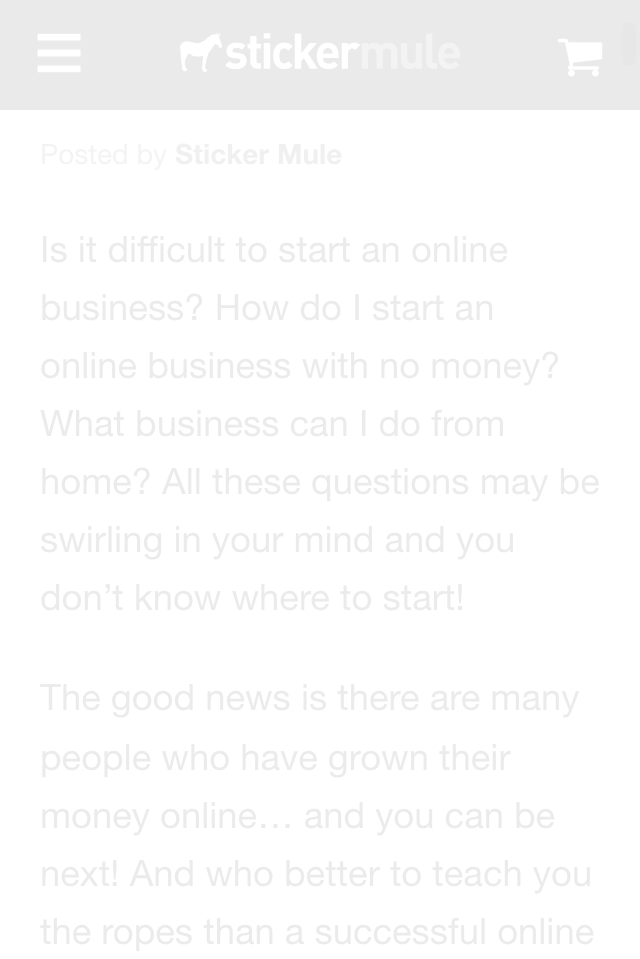 stickermule
Posted by Sticker Mule
Is it difficult to start an online
business? How do I start an
online business with no money?
What business can I do from
home? All these questions may be
swirling in your mind and you
don’t know where to start!
The good news is there are many
people who have grown their
money online… and you can be
next! And who better to teach you
the ropes than a successful online